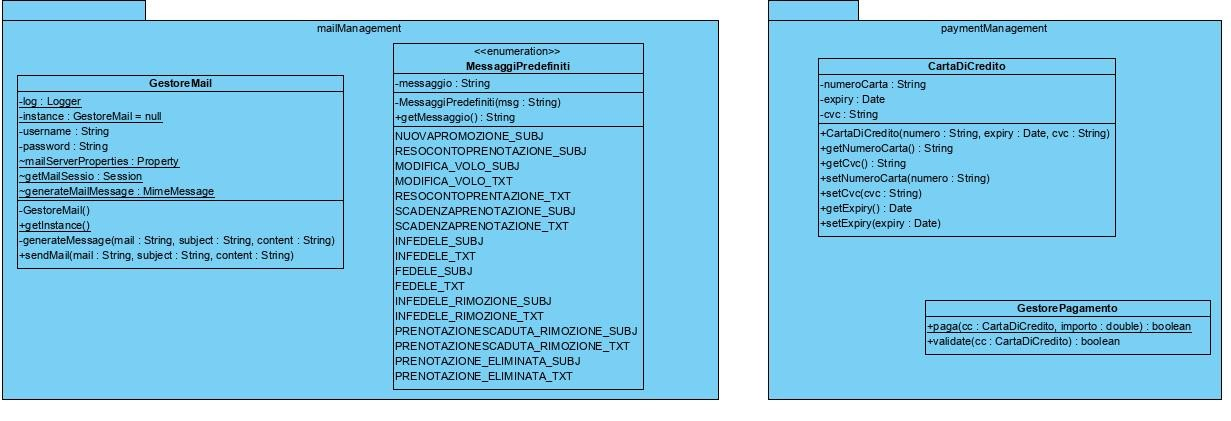 mailManagement
GestoreMail
-log : Logger
-instance : GestoreMail = null
-username : String
-password : String
~mailServerProperties : Property
~getMailSessio : Session
~generateMailMessage : MimeMessage
-GestoreMail()
+getInstance()
-generateMessage(mail : String, subject : String, content : String)
+sendMail(mail : String, subject : String, content : String)
<<enumeration>>
MessaggiPredefiniti
-messaggio : String
-MessaggiPredefiniti(msg : String)
+getMessaggio() : String
NUOVAPROMOZIONE_SUBJ
RESOCONTOPRENOTAZIONE_SUBJ
MODIFICA_VOLO_SUBJ
MODIFICA_VOLO_TXT
RESOCONTOPRENTAZIONE_TXT
SCADENZAPRENOTAZIONE_SUBJ
SCADENZAPRENOTAZIONE_TXT
INFEDELE_SUBJ
INFEDELE_TXT
FEDELE_SUBJ
FEDELE_TXT
INFEDELE_RIMOZIONE_SUBJ
INFEDELE_RIMOZIONE_TXT
PRENOTAZIONESCADUTA_RIMOZIONE_SUBJ
PRENOTAZIONESCADUTA_RIMOZIONE_TXT
PRENOTAZIONE_ELIMINATA_SUBJ
PRENOTAZIONE_ELIMINATA_TXT
paymentManagement
CartaDiCredito
-numeroCarta : String
-expiry : Date
-cvc : String
+CartaDiCredito(numero : String, expiry : Date, cvc : String)
+getNumeroCarta() : String
+getCvc() : String
+setNumeroCarta(numero : String)
+setCvc(cvc : String)
+getExpiry() : Date
+setExpiry(expiry : Date)
GestorePagamento
+paga(cc : CartaDiCredito, importo : double) : boolean
+validate(cc : CartaDiCredito) : boolean